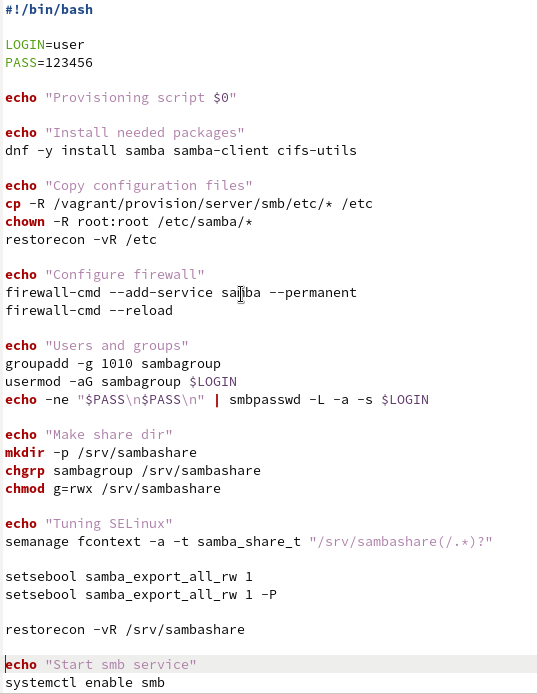 #!/bin/bash
LOGIN=user
PASS=123456
echo "Provisioning script $0"
echo "Install needed packages"
dnf -y install samba samba-client cifs-utils
echo "Copy configuration files"
cp -R /vagrant/provision/server/smb/etc/* /etc
chown -R root:root /etc/samba/*
restorecon -vR /etc
echo "Configure firewall"
firewall-cmd --add-service samba --permanent
firewall-cmd --reload
echo "Users and groups"
groupadd -g 1010 sambagroup
usermod -aG sambagroup $LOGIN
echo -ne "$PASS\n$PASS\n" | smbpasswd -L -a -s $LOGIN
echo "Make share dir"
mkdir -p /srv/sambashare
chgrp sambagroup /srv/sambashare
chmod g=rwx /srv/sambashare
echo "Tuning SELinux"
semanage fcontext -a -t samba_share_t "/srv/sambashare(/.*)?"
setsebool samba_export_all_rw 1
setsebool samba_export_all_rw 1 -P
restorecon -vR /srv/sambashare
echo "Start smb service"
systemctl enable smb